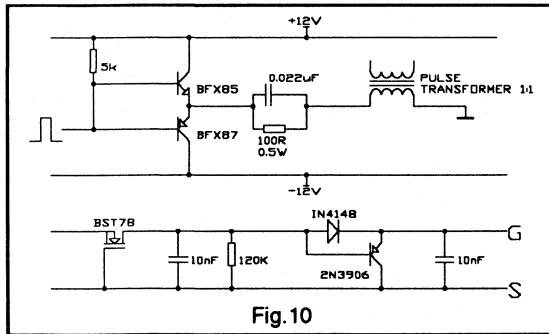 +12V
5k
BFX85
0.022uF
PULSE
TRANSFORMER 1:1
BFX87
100R
0.5W
-12V
BST78
IN4148
G
10nF
120K
10nF
2N3906
S
Fig.10